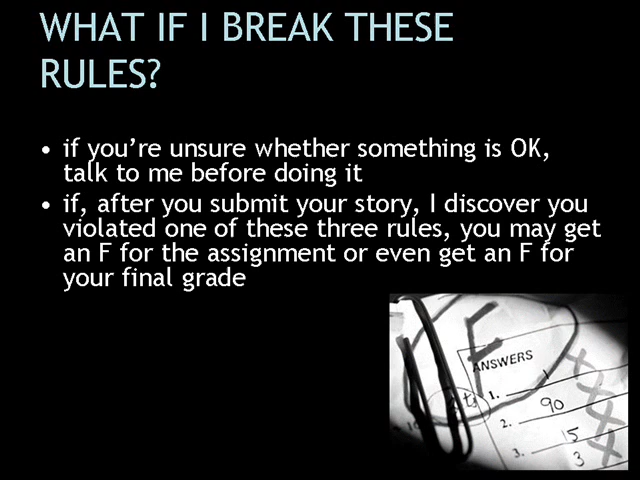 WHAT IF I BREAK THESE
RULES?
• if you’re unsure whether something is OK,
talk to me before doing it
• if, after you submit your story, I discover you
violated one of these three rules, you may get
an F for the assignment or even get an F for
your final grade
F
ANSWERS
1. 1
90
2.
15
3.
3